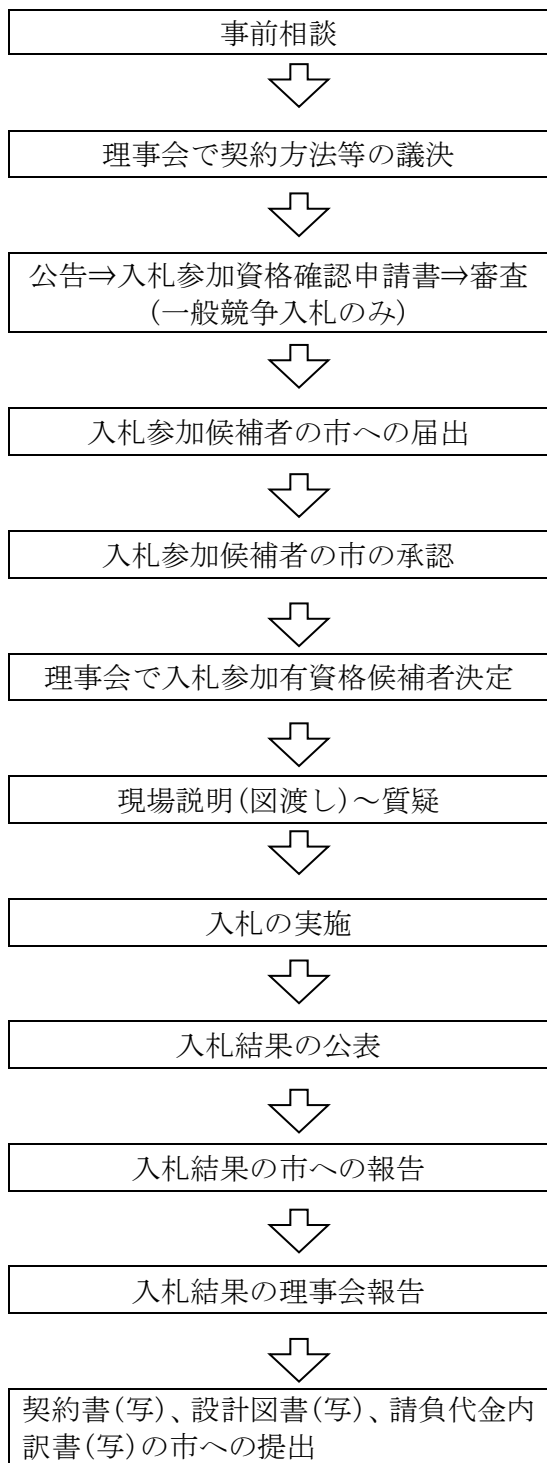 事前相談
理事会で契約方法等の議決
公告⇒入札参加資格確認申請書⇒審査
(一般競争入札のみ)
入札参加候補者の市への届出
入札参加候補者の市の承認
理事会で入札参加有資格候補者決定
現場説明(図渡し)～質疑
入札の実施
入札結果の公表
入札結果の市への報告
入札結果の理事会報告
契約書(写)、設計図書(写)、請負代金内
訳書(写)の市への提出